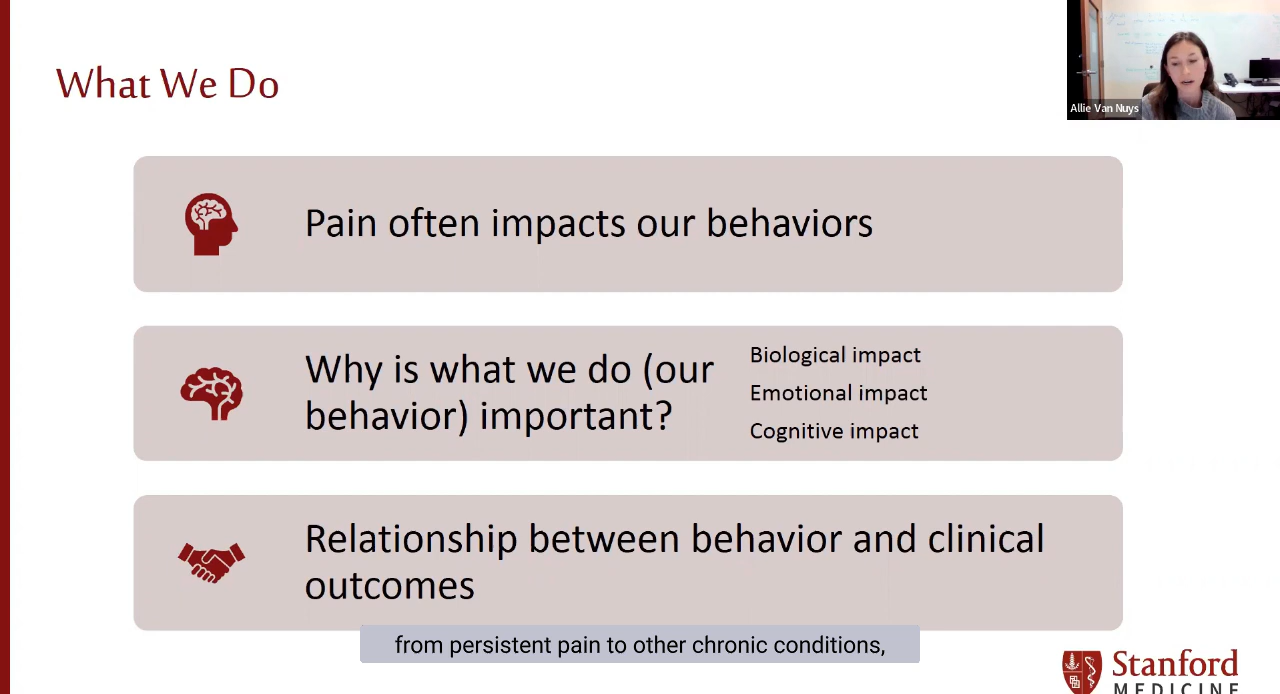 What We Do
Allie Van Nuys
Pain often impacts our behaviors
Why is what we do (our
behavior) important?
Biological impact
Emotional impact
Cognitive impact
Relationship between behavior and clinical
outcomes
from persistent pain to other chronic conditions,
Stanford
MEDICINE